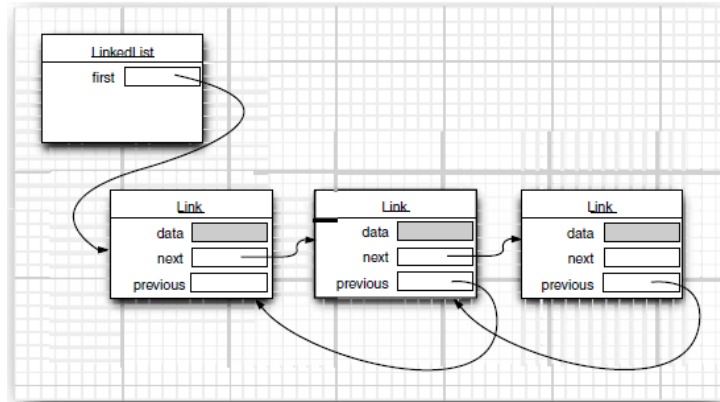 LinkedList
first
Link
data
next
previous
Link
data
next
previous
Link
data
next
previous